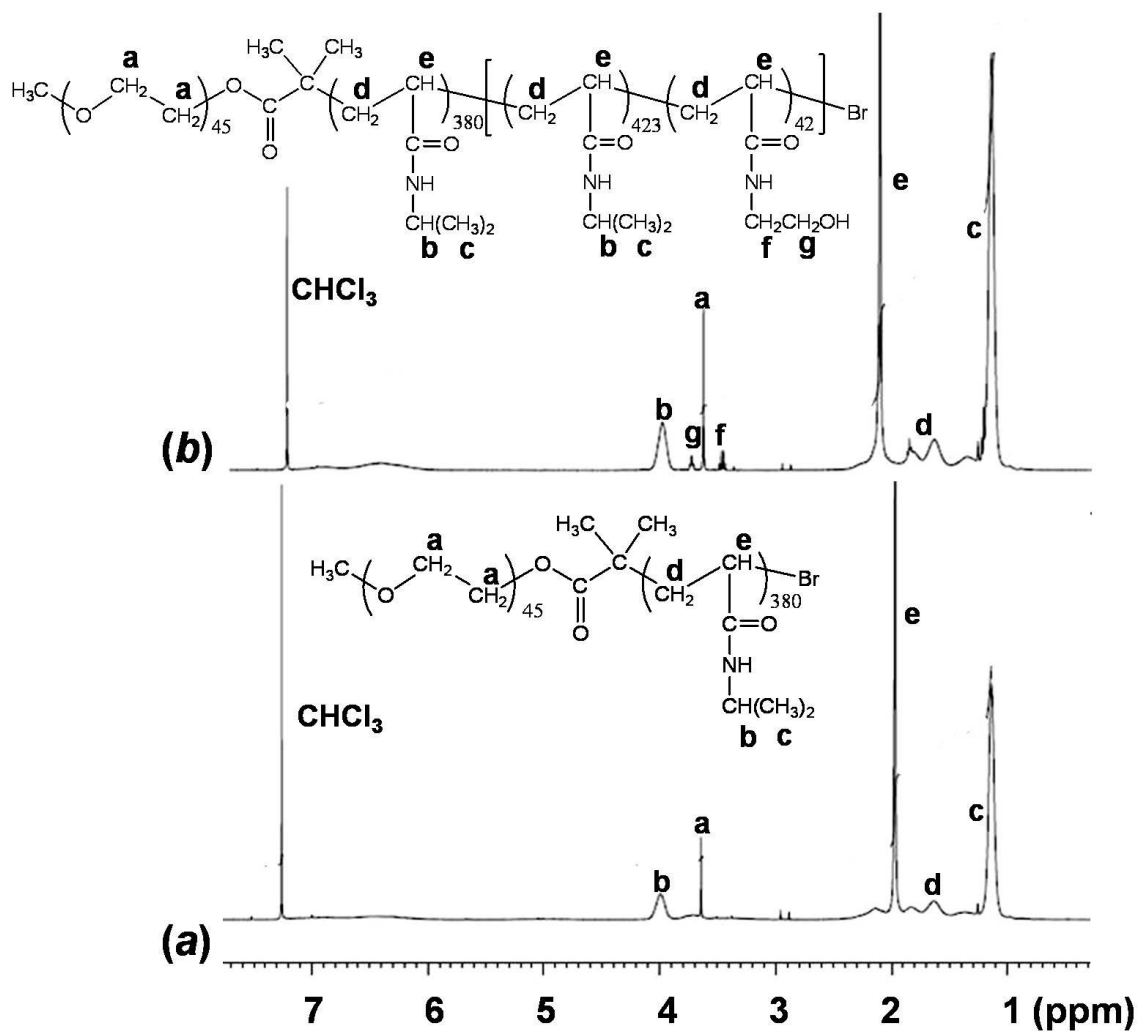 H₃C CH₃
a e d e d e
H₃C (O CH₂ a CH₂)₄₅ O C O (CH₂ CH)₃₈₀ [(CH₂ CH)₄₂₃ (CH₂ CH)₄₂] Br
d
C=O C=O C=O
NH NH NH
CH(CH₃)₂ CH(CH₃)₂ CH₂CH₂OH
b c b c f g
e
c
CHCl₃
a
b
g f
d
(b)
H₃C CH₃
a e
H₃C (O CH₂ a CH₂)₄₅ O C O (d CH₂ CH)₃₈₀ Br
C=O
NH
CH(CH₃)₂
b c
e
CHCl₃
c
a
b
d
(a)
7 6 5 4 3 2 1 (ppm)